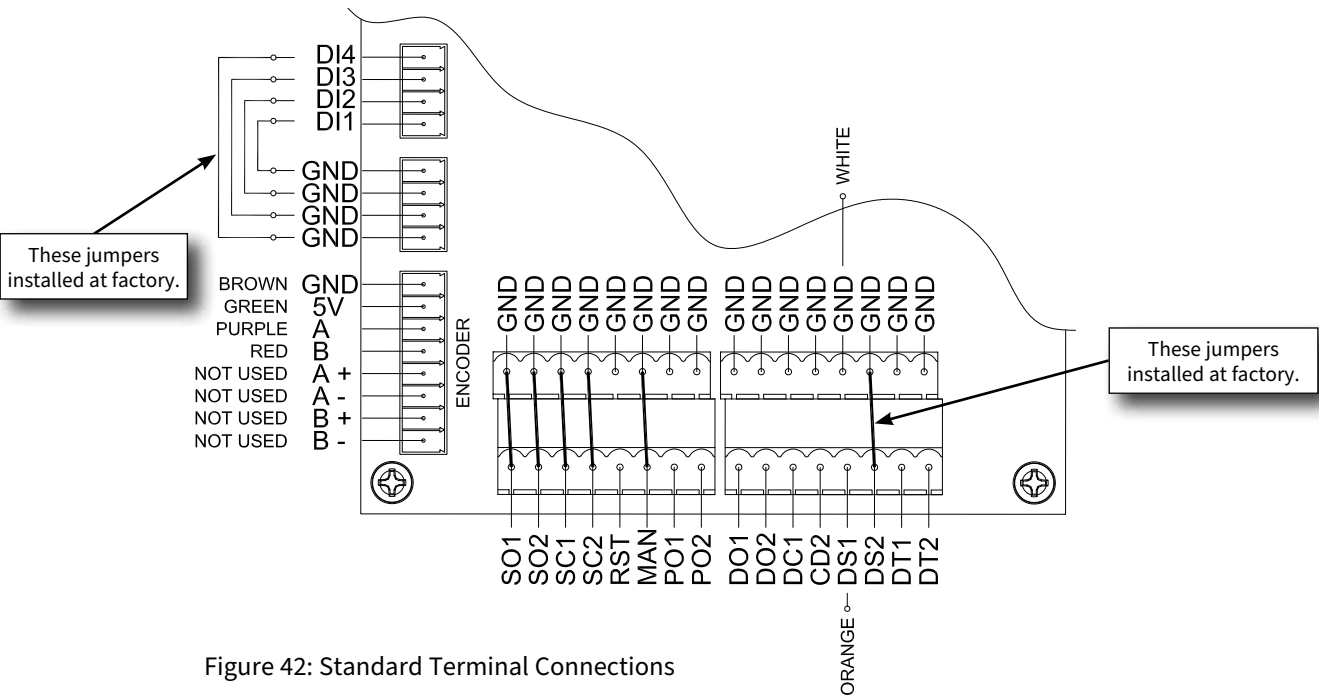 DI4
DI3
DI2
DI1
GND
GND
GND
GND
These jumpers
installed at factory.
BROWN GND
GREEN 5V
PURPLE A
RED B
NOT USED A +
NOT USED A -
NOT USED B +
NOT USED B -
ENCODER
WHITE
GND GND GND GND GND GND GND GND
GND GND GND GND GND GND GND GND
These jumpers
installed at factory.
SO1 SO2 SC1 SC2 RST MAN PO1 PO2
DO1 DO2 DC1 CD2 DS1 DS2 DT1 DT2
ORANGE
Figure 42: Standard Terminal Connections